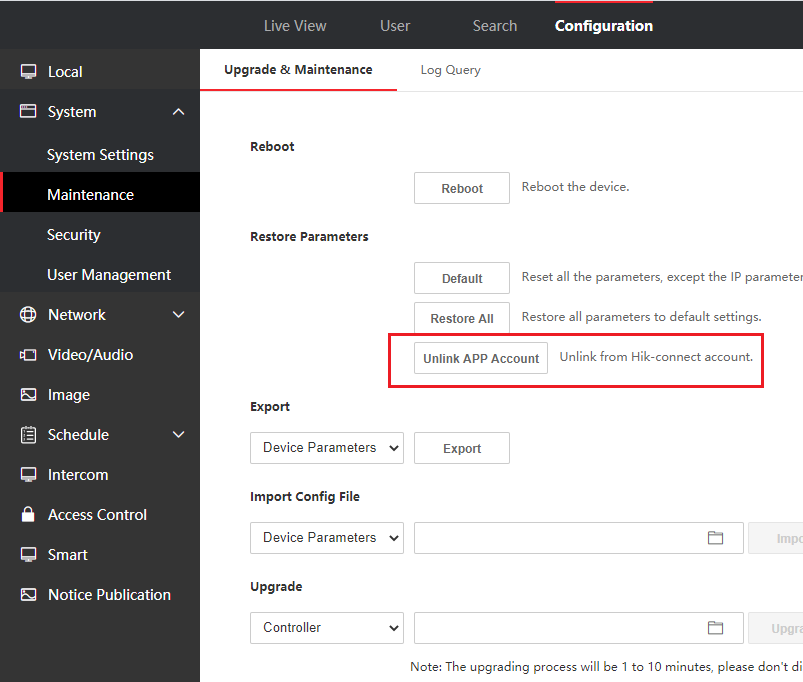 Live View User Search Configuration
Local
System
System Settings
Maintenance
Security
User Management
Network
Video/Audio
Image
Schedule
Intercom
Access Control
Smart
Notice Publication
Upgrade & Maintenance Log Query
Reboot
Reboot Reboot the device.
Restore Parameters
Default Reset all the parameters, except the IP parameter
Restore All Restore all parameters to default settings.
Unlink APP Account Unlink from Hik-connect account.
Export
Device Parameters Export
Import Config File
Device Parameters Impo
Upgrade
Controller Upgra
Note: The upgrading process will be 1 to 10 minutes, please don't di